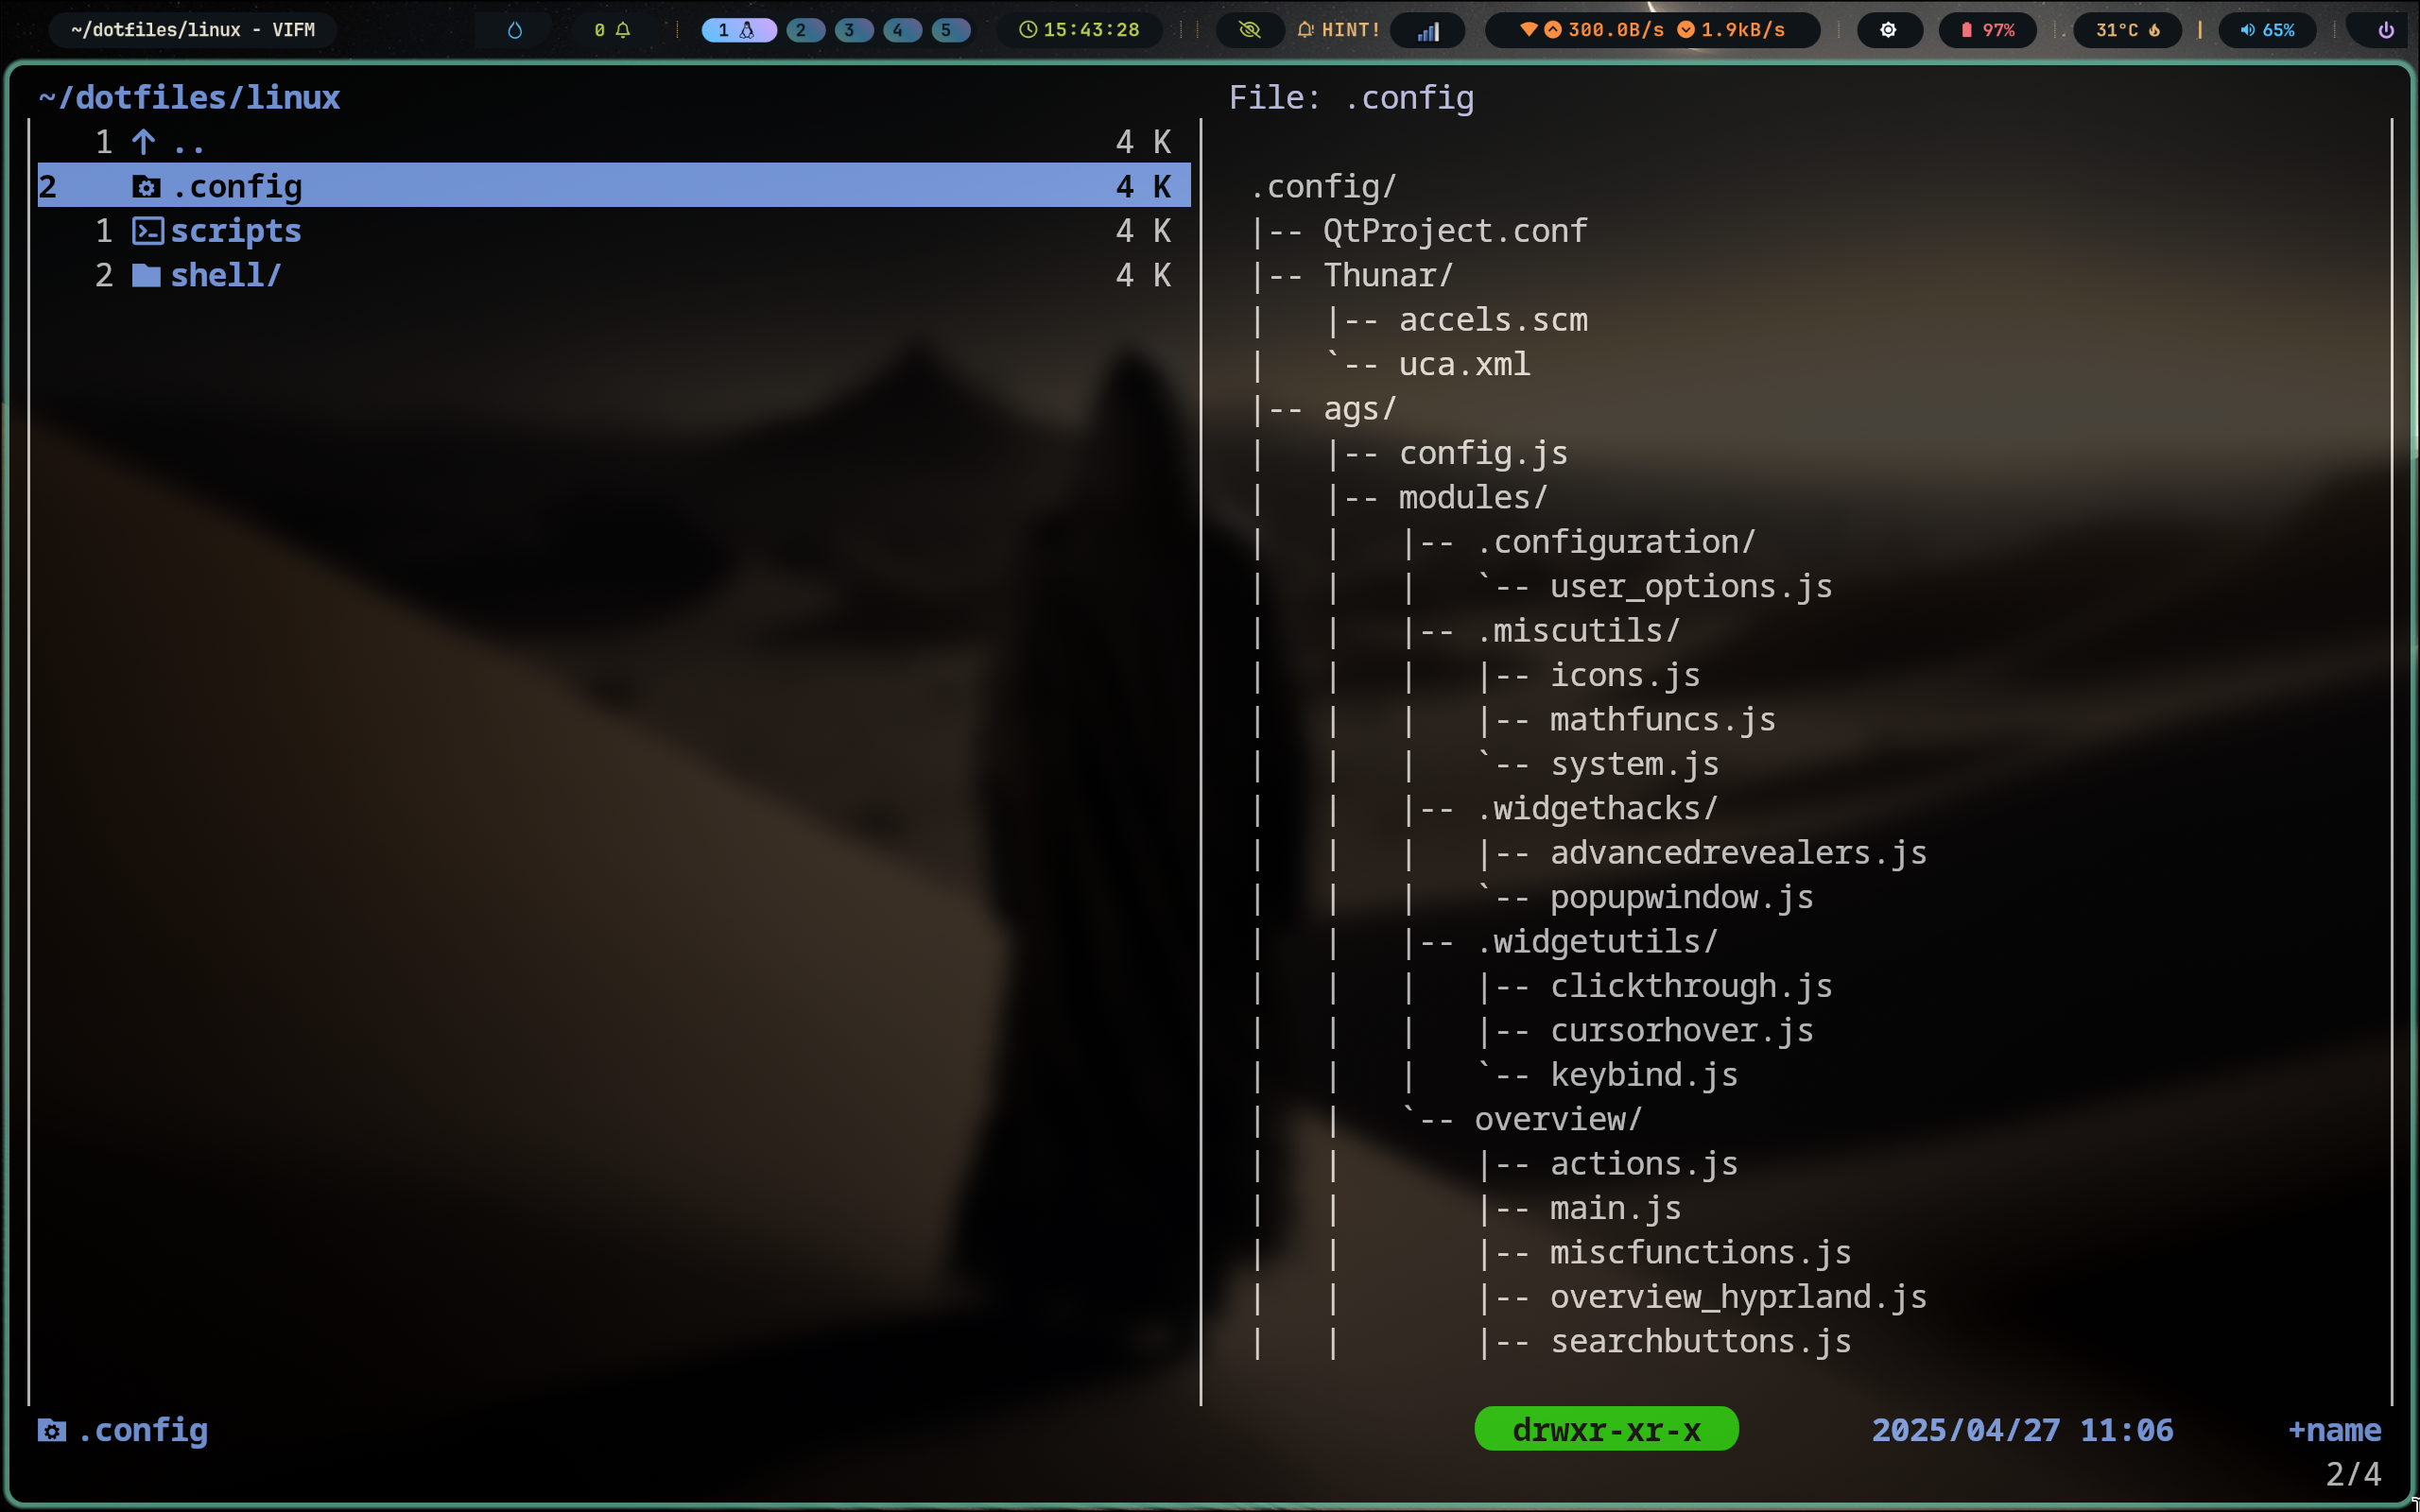 ~/dotfiles/linux - VIFM 0 1 2 3 4 5 15:43:28 HINT! 300.0B/s 1.9kB/s 97% 31°C 65%
~/dotfiles/linux
1 .. 4 K
2 .config 4 K
1 scripts 4 K
2 shell/ 4 K
File: .config
.config/
|-- QtProject.conf
|-- Thunar/
|   |-- accels.scm
|   `-- uca.xml
|-- ags/
|   |-- config.js
|   |-- modules/
|   |   |-- .configuration/
|   |   |   `-- user_options.js
|   |   |-- .miscutils/
|   |   |   |-- icons.js
|   |   |   |-- mathfuncs.js
|   |   |   `-- system.js
|   |   |-- .widgethacks/
|   |   |   |-- advancedrevealers.js
|   |   |   `-- popupwindow.js
|   |   |-- .widgetutils/
|   |   |   |-- clickthrough.js
|   |   |   |-- cursorhover.js
|   |   |   `-- keybind.js
|   |   `-- overview/
|   |       |-- actions.js
|   |       |-- main.js
|   |       |-- miscfunctions.js
|   |       |-- overview_hyprland.js
|   |       |-- searchbuttons.js
.config drwxr-xr-x 2025/04/27 11:06 +name
2/4